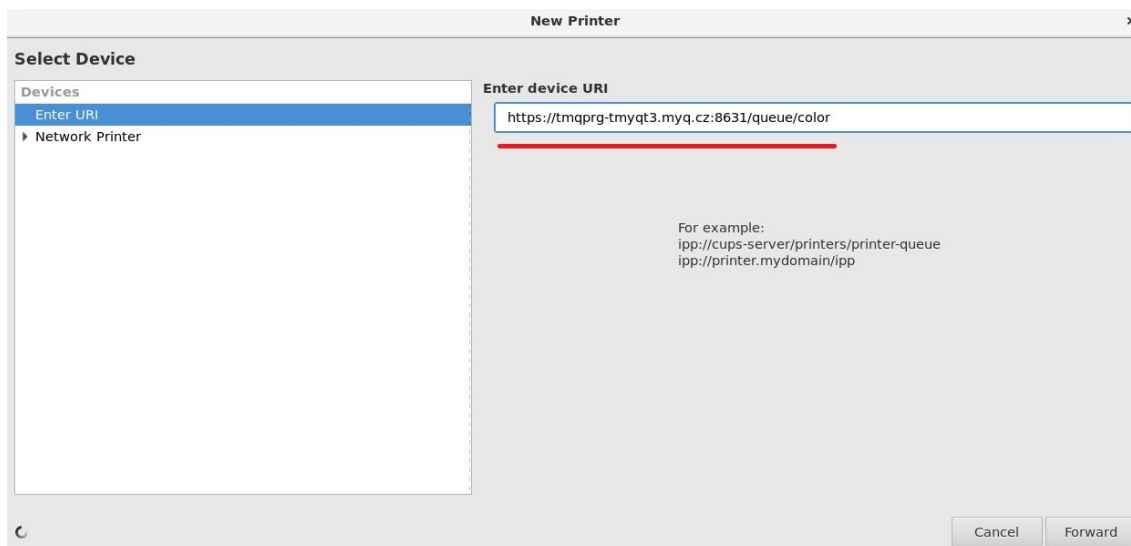 New Printer
Select Device
Devices
Enter URI
Network Printer
Enter device URI
https://tmqprg-tmyqt3.myq.cz:8631/queue/color
For example:
ipp://cups-server/printers/printer-queue
ipp://printer.mydomain/ipp
Cancel
Forward